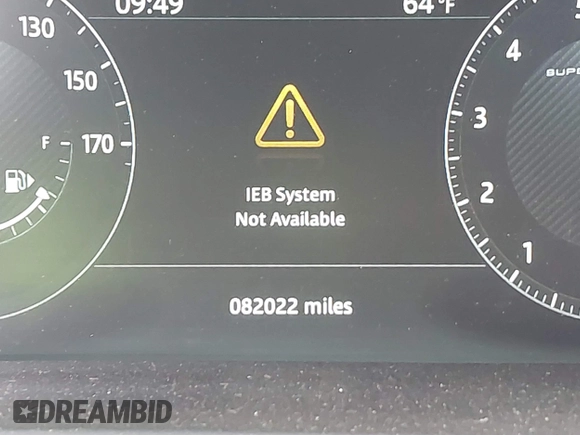 09:49
64°F
130
150
170
F
4
3
2
1
IEB System
Not Available
082022 miles
DREAMBID